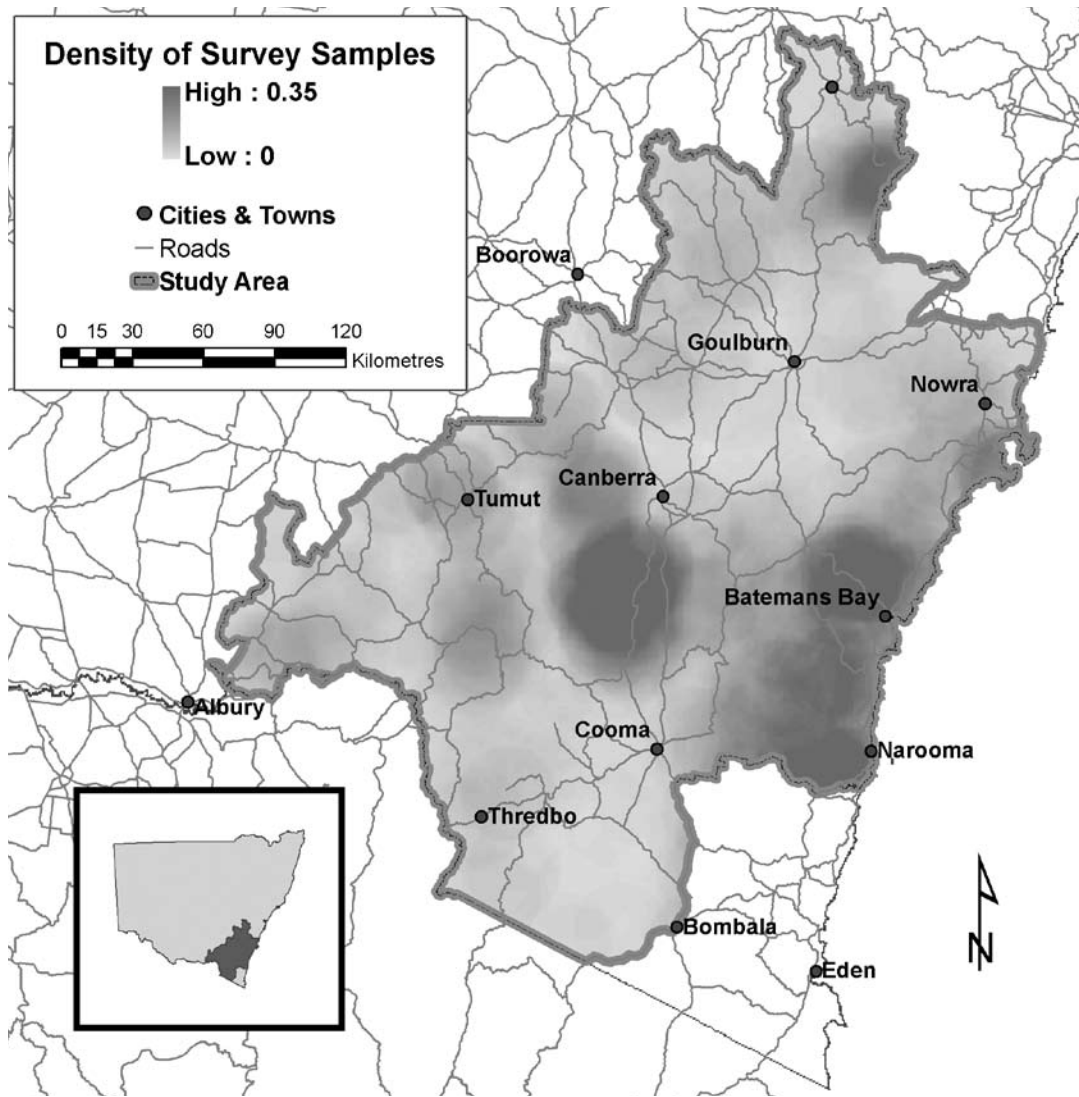 Density of Survey Samples
High : 0.35
Low : 0
Cities & Towns
Roads
Study Area
0 15 30 60 90 120
Kilometres
Boorowa
Goulburn
Nowra
Canberra
Tumut
Batemans Bay
Albury
Cooma
Narooma
Thredbo
Bombala
Eden
N